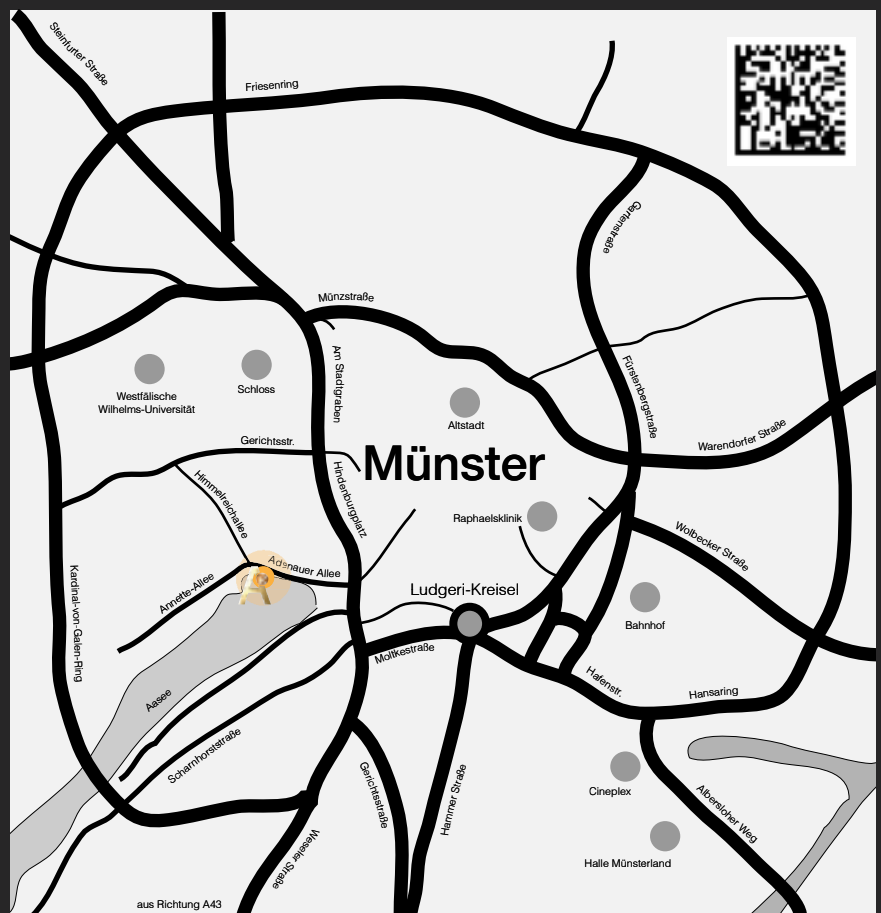 Steinfurter Straße
Friesenring
Gartenstraße
Münzstraße
Am Stadtgraben
Fürstenbergstraße
Schloss
Westfälische
Wilhelms-Universität
Altstadt
Warendorfer Straße
Gerichtsstr.
Münster
Himmelreichallee
Hindenburgplatz
Raphaelsklinik
Wolbecker Straße
Adenauer Allee
Annette-Allee
Kardinal-von-Galen-Ring
Ludgeri-Kreisel
Bahnhof
Moltkestraße
Aasee
Hafenstr.
Hansaring
Scharnhorststraße
Gerichtsstraße
Hammer Straße
Cineplex
Albersloher Weg
Weseler Straße
Halle Münsterland
aus Richtung A43